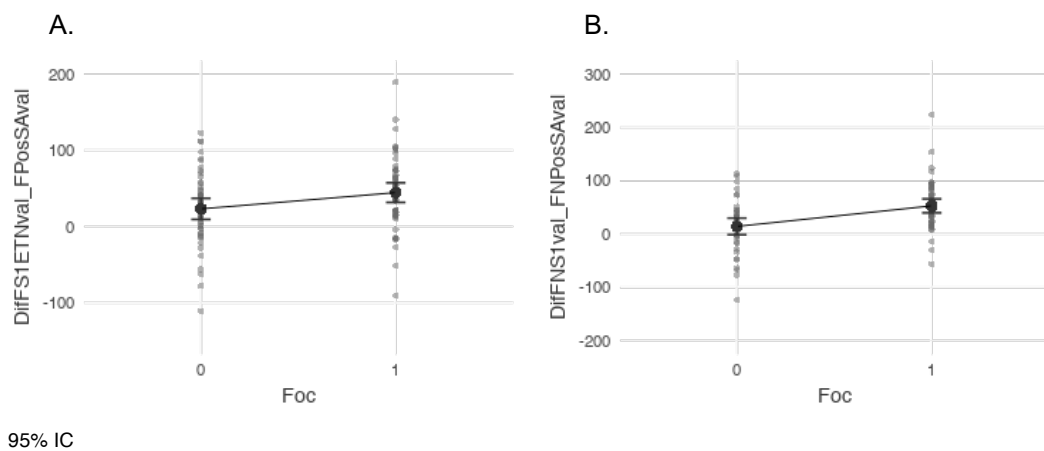 A.
B.
DifFS1ETNval_FPosSAval
200
100
0
-100
0
1
Foc
DifFNS1val_FNPosSAval
300
200
100
0
-100
-200
0
1
Foc
95% IC